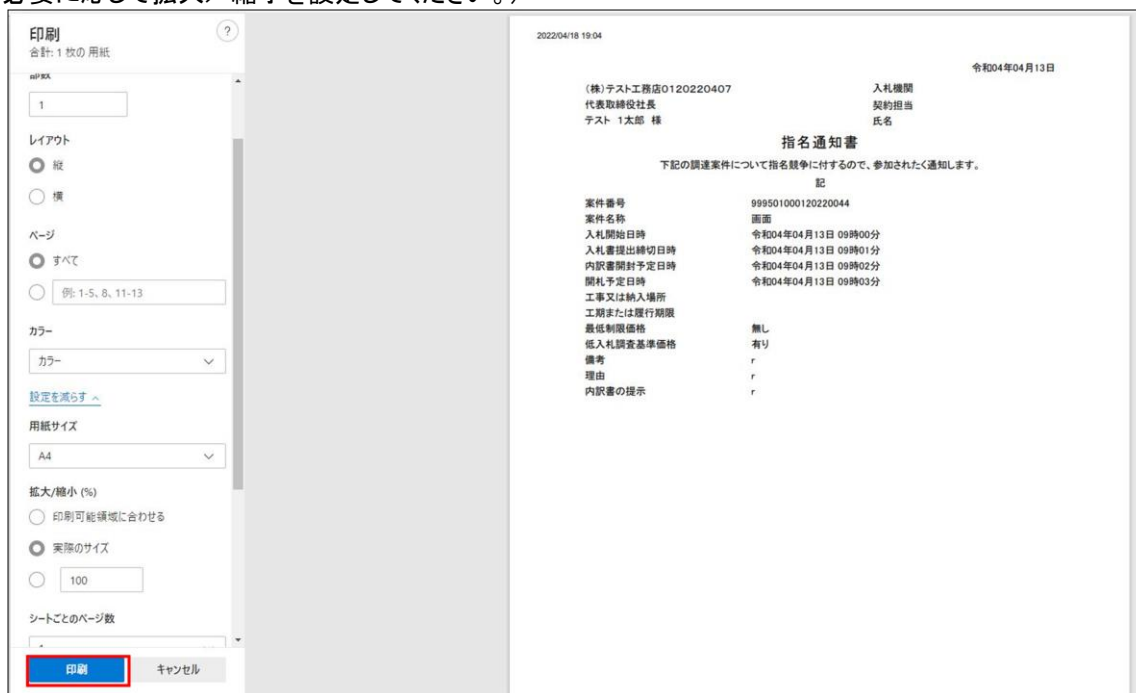 必要に応じて拡大／縮小を設定してください。）
印刷
?
合計: 1 枚の 用紙
部数
1
レイアウト
縦
横
ページ
すべて
例: 1-5、8、11-13
カラー
カラー
設定を減らす
用紙サイズ
A4
拡大/縮小 (%)
印刷可能領域に合わせる
実際のサイズ
100
シートごとのページ数
印刷
キャンセル
2022/04/18 19:04
令和04年04月13日
(株)テスト工務店0120220407 入札機関
代表取締役社長 契約担当
テスト 1太郎 様 氏名
指名通知書
下記の調達案件について指名競争に付するので、参加されたく通知します。
記
案件番号 999501000120220044
案件名称 画面
入札開始日時 令和04年04月13日 09時00分
入札書提出締切日時 令和04年04月13日 09時01分
内訳書開封予定日時 令和04年04月13日 09時02分
開札予定日時 令和04年04月13日 09時03分
工事又は納入場所
工期または履行期限
最低制限価格 無し
低入札調査基準価格 有り
備考 r
理由 r
内訳書の提示 r